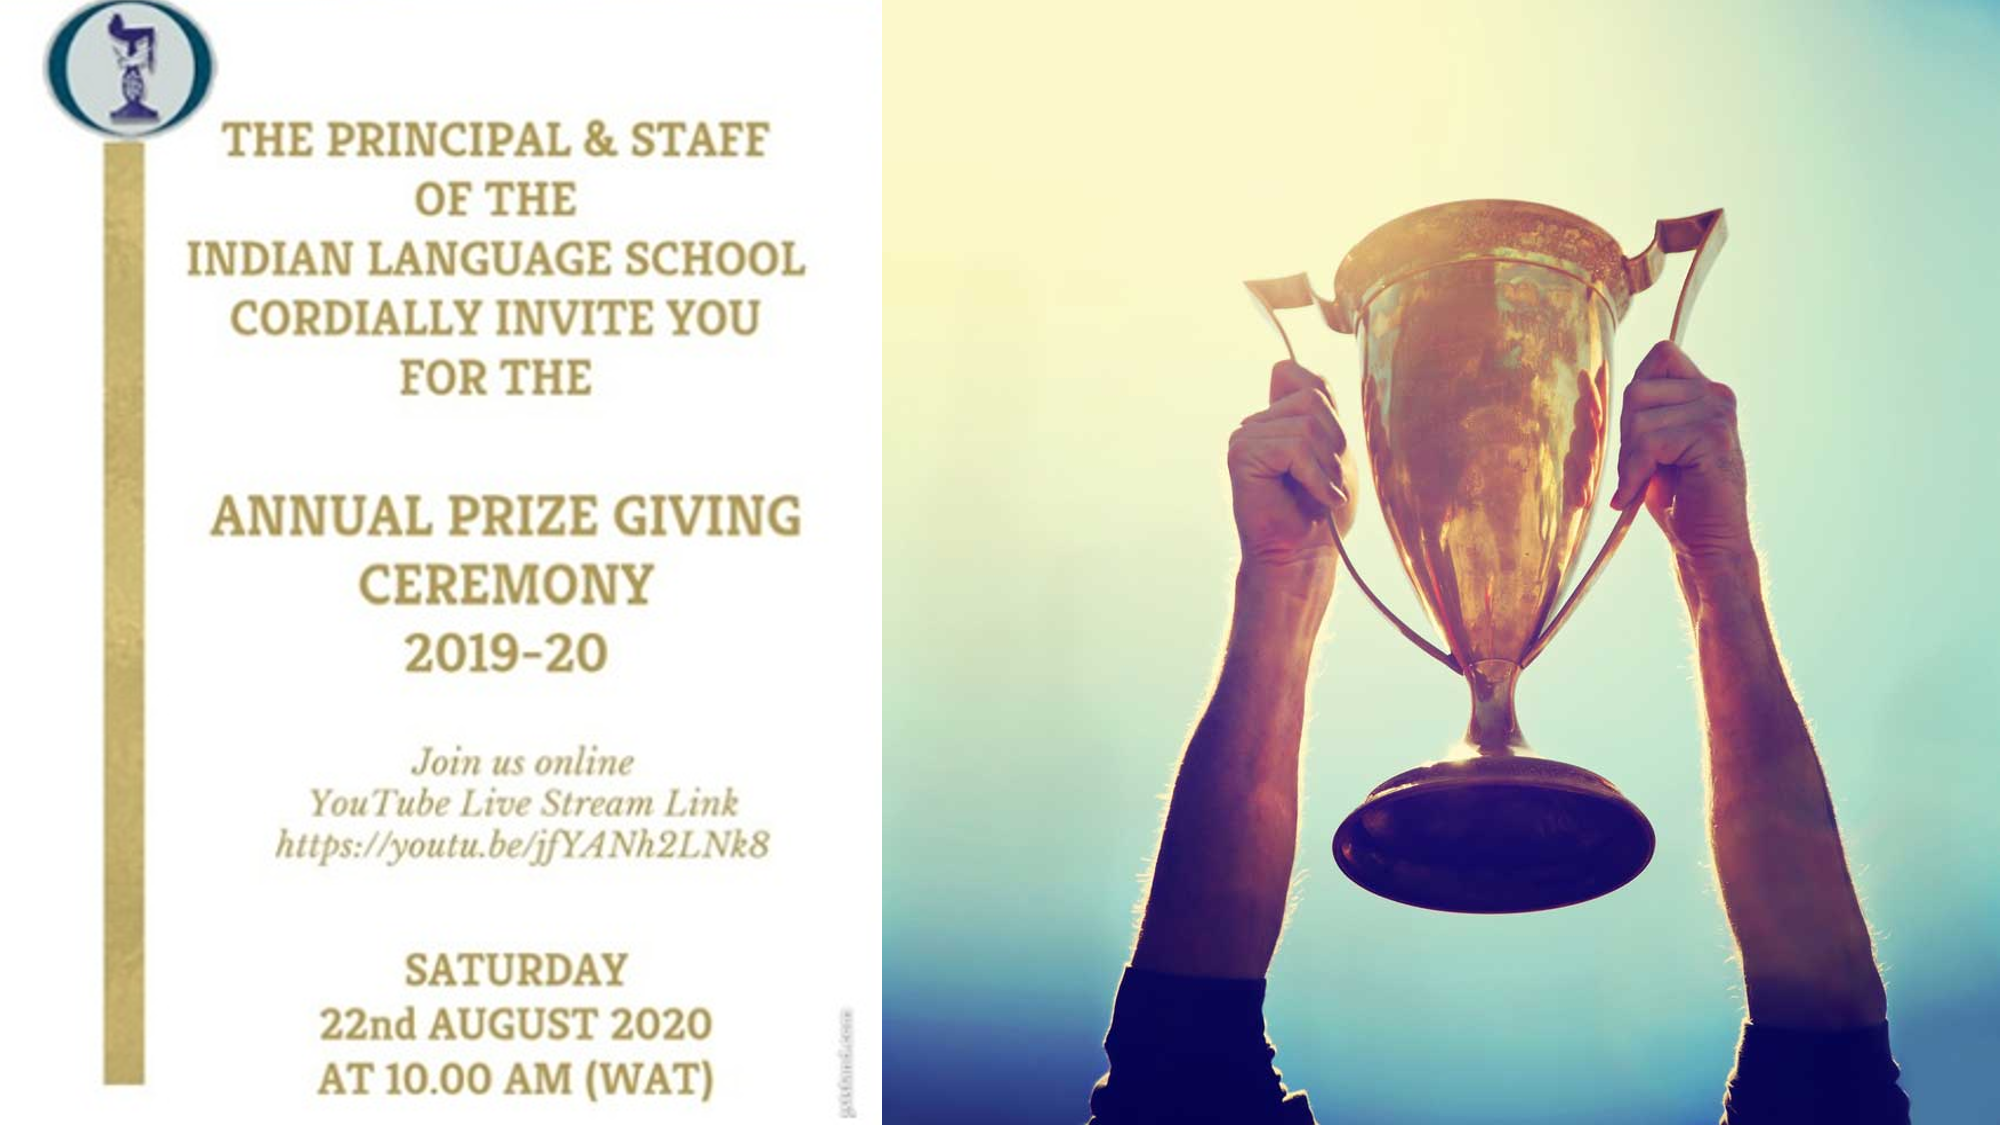 THE PRINCIPAL & STAFF
OF THE
INDIAN LANGUAGE SCHOOL
CORDIALLY INVITE YOU
FOR THE
ANNUAL PRIZE GIVING
CEREMONY
2019-20
Join us online
YouTube Live Stream Link
https://youtu.be/jfYANh2LNk8
SATURDAY
22nd AUGUST 2020
AT 10.00 AM (WAT)